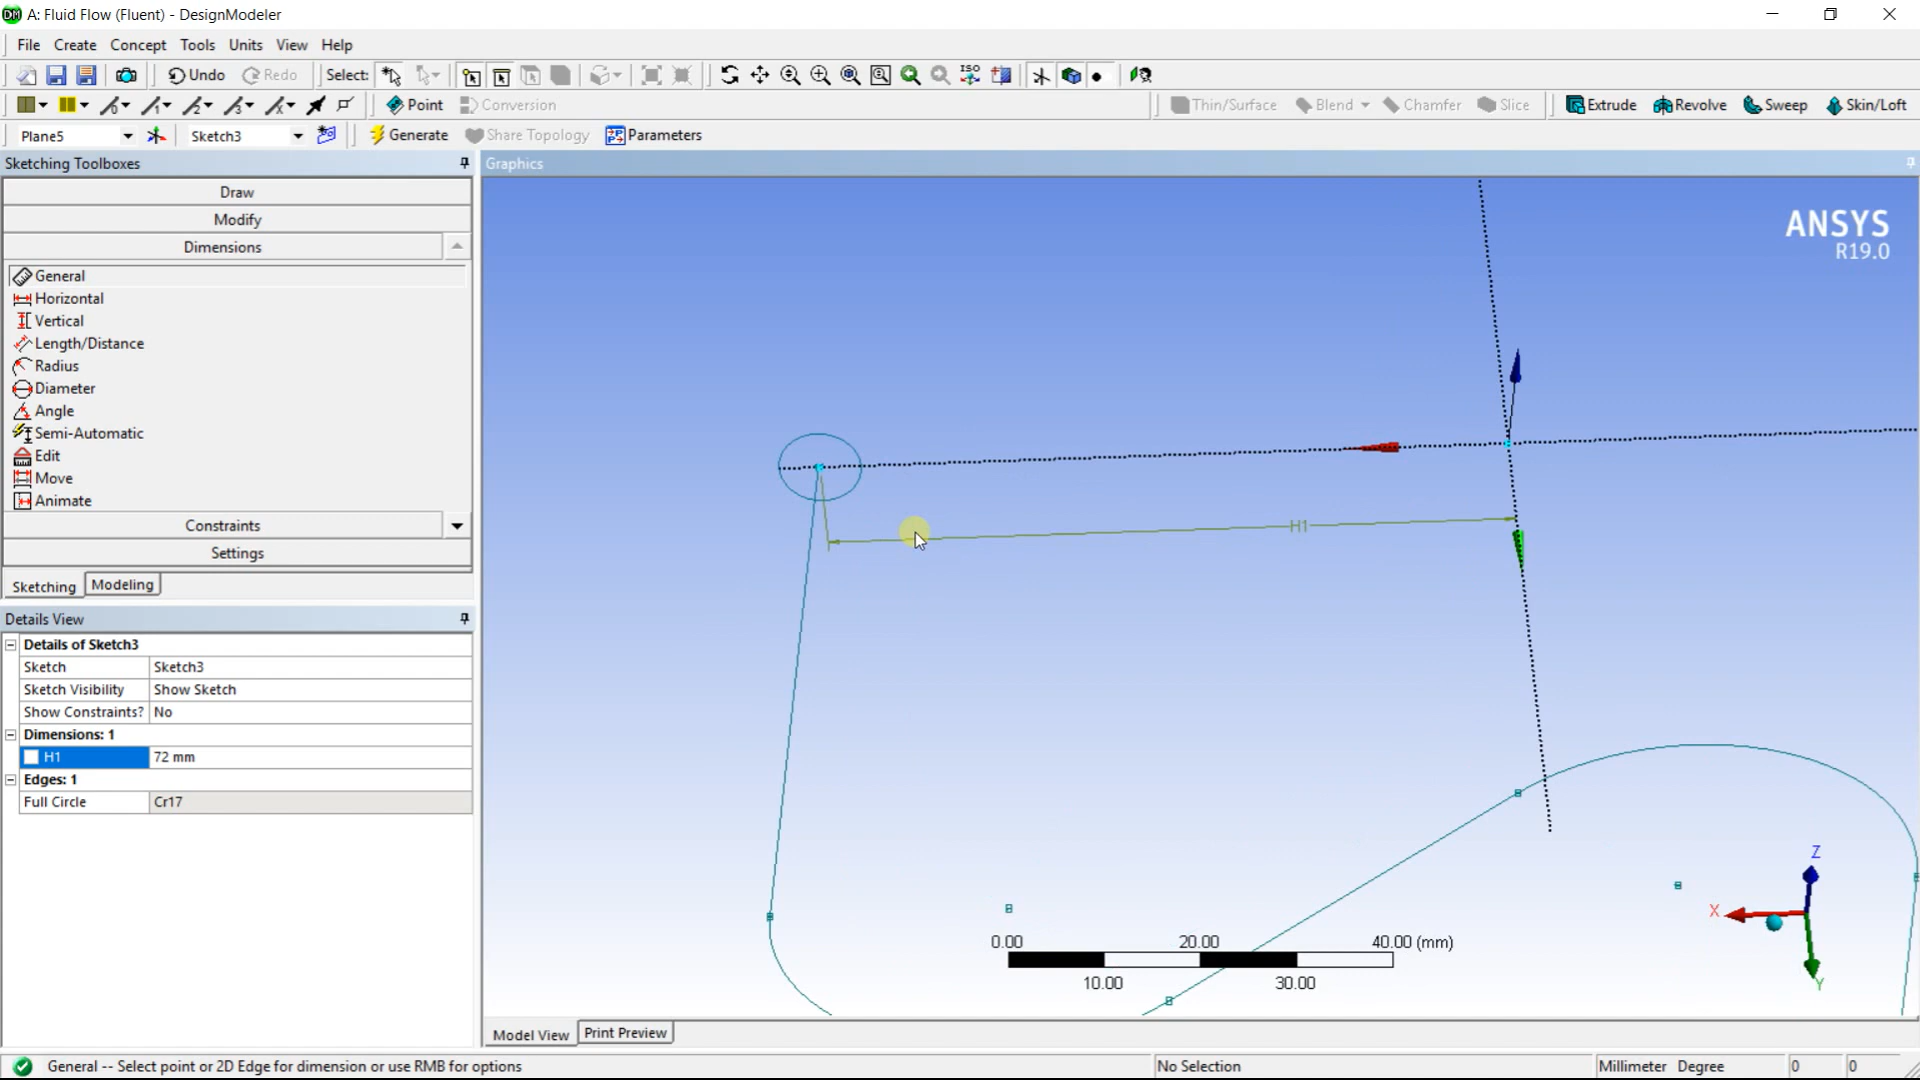 A: Fluid Flow (Fluent) - DesignModeler
File Create Concept Tools Units View Help
Undo Redo Select: ISO
Point Conversion Thin/Surface Blend Chamfer Slice Extrude Revolve Sweep Skin/Loft
Plane5 Sketch3 Generate Share Topology Parameters
Sketching Toolboxes
Draw
Modify
Dimensions
General
Horizontal
Vertical
Length/Distance
Radius
Diameter
Angle
Semi-Automatic
Edit
Move
Animate
Constraints
Settings
Sketching Modeling
Details View
Details of Sketch3
Sketch Sketch3
Sketch Visibility Show Sketch
Show Constraints? No
Dimensions: 1
H1 72 mm
Edges: 1
Full Circle Cr17
Graphics
ANSYS
R19.0
H1
Z
X
Y
0.00 20.00 40.00 (mm)
10.00 30.00
Model View Print Preview
General -- Select point or 2D Edge for dimension or use RMB for options No Selection Millimeter Degree 0 0